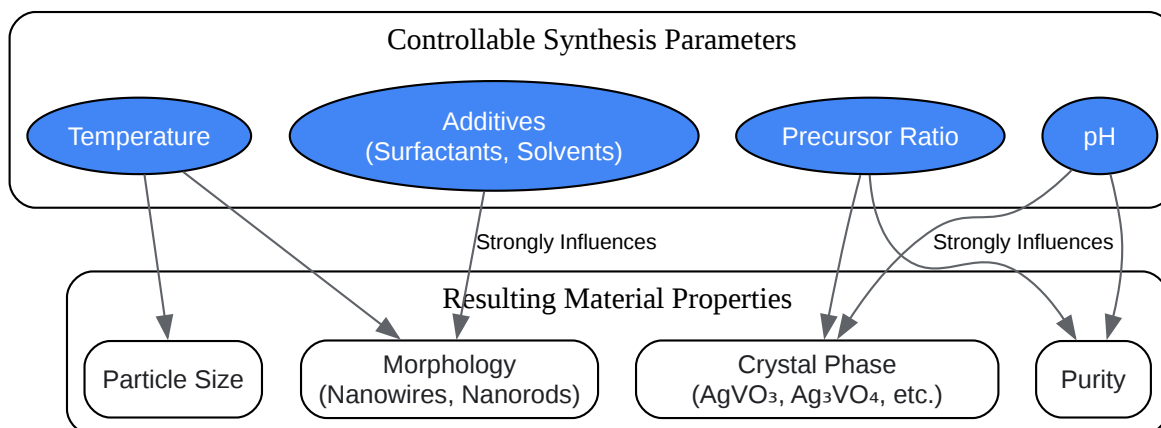 Controllable Synthesis Parameters
Temperature
Additives
(Surfactants, Solvents)
Precursor Ratio
pH
Strongly Influences
Strongly Influences
Resulting Material Properties
Particle Size
Morphology
(Nanowires, Nanorods)
Crystal Phase
(AgVO₃, Ag₃VO₄, etc.)
Purity